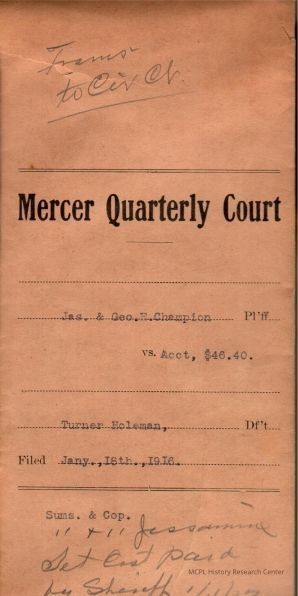 Trans
to Cir Ct.
Mercer Quarterly Court
Jas. & Geo.H.Champion Pl'ff
vs. Acct, $46.40.
Turner Holeman, Df't
Filed Jany.,18th.,1916.
Sums. & Cop.
" + " Jessamine
Set Cost paid
by Sheriff
MCPL History Research Center